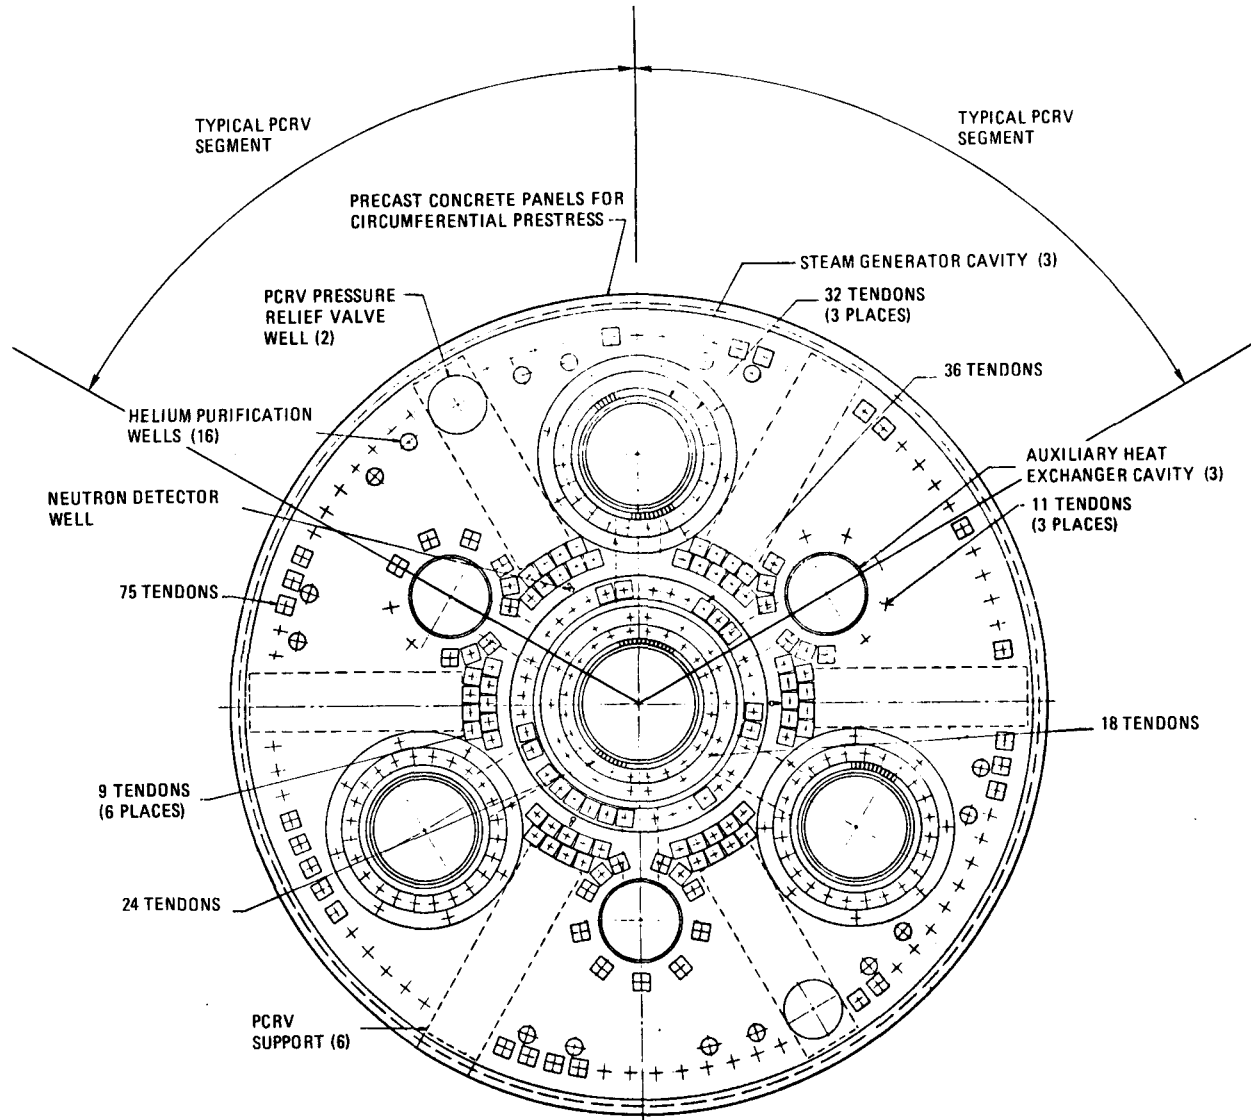 TYPICAL PCRV
SEGMENT
TYPICAL PCRV
SEGMENT
PRECAST CONCRETE PANELS FOR
CIRCUMFERENTIAL PRESTRESS
STEAM GENERATOR CAVITY (3)
PCRV PRESSURE
RELIEF VALVE
WELL (2)
32 TENDONS
(3 PLACES)
36 TENDONS
HELIUM PURIFICATION
WELLS (16)
AUXILIARY HEAT
EXCHANGER CAVITY (3)
NEUTRON DETECTOR
WELL
11 TENDONS
(3 PLACES)
75 TENDONS
18 TENDONS
9 TENDONS
(6 PLACES)
24 TENDONS
PCRV
SUPPORT (6)